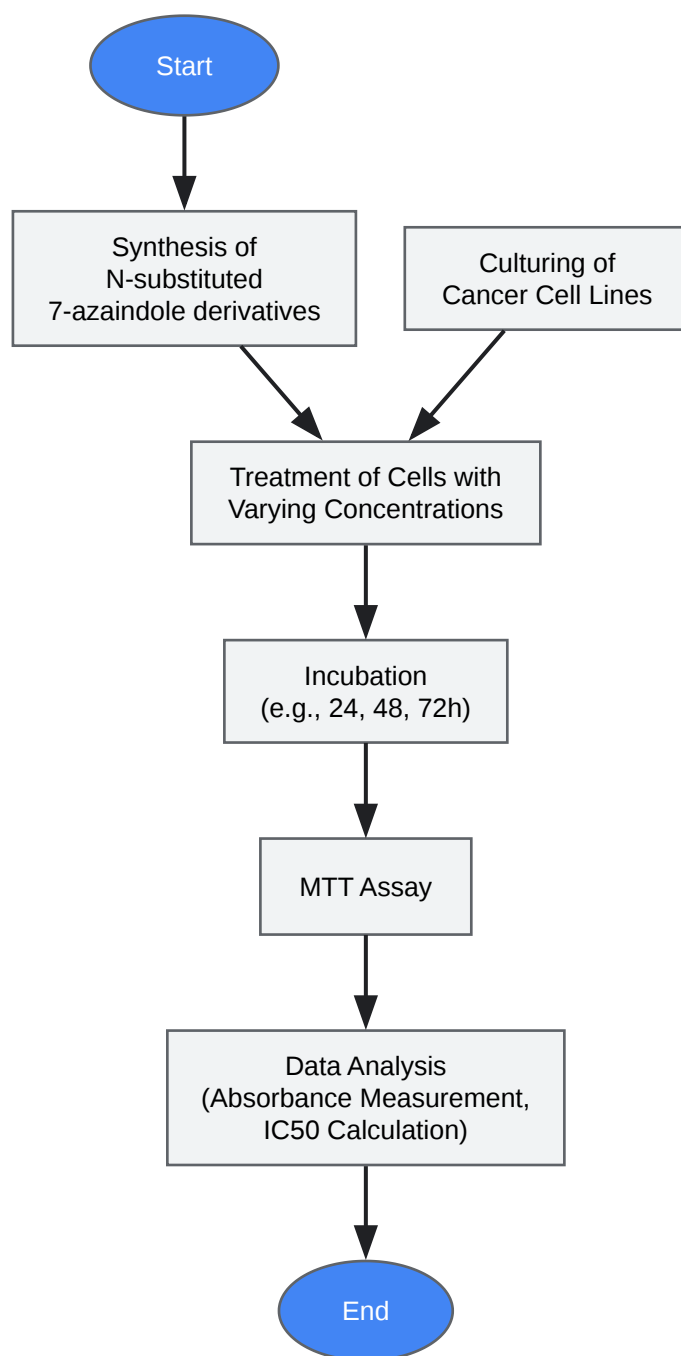 Start
Synthesis of
N-substituted
7-azaindole derivatives
Culturing of
Cancer Cell Lines
Treatment of Cells with
Varying Concentrations
Incubation
(e.g., 24, 48, 72h)
MTT Assay
Data Analysis
(Absorbance Measurement,
IC50 Calculation)
End